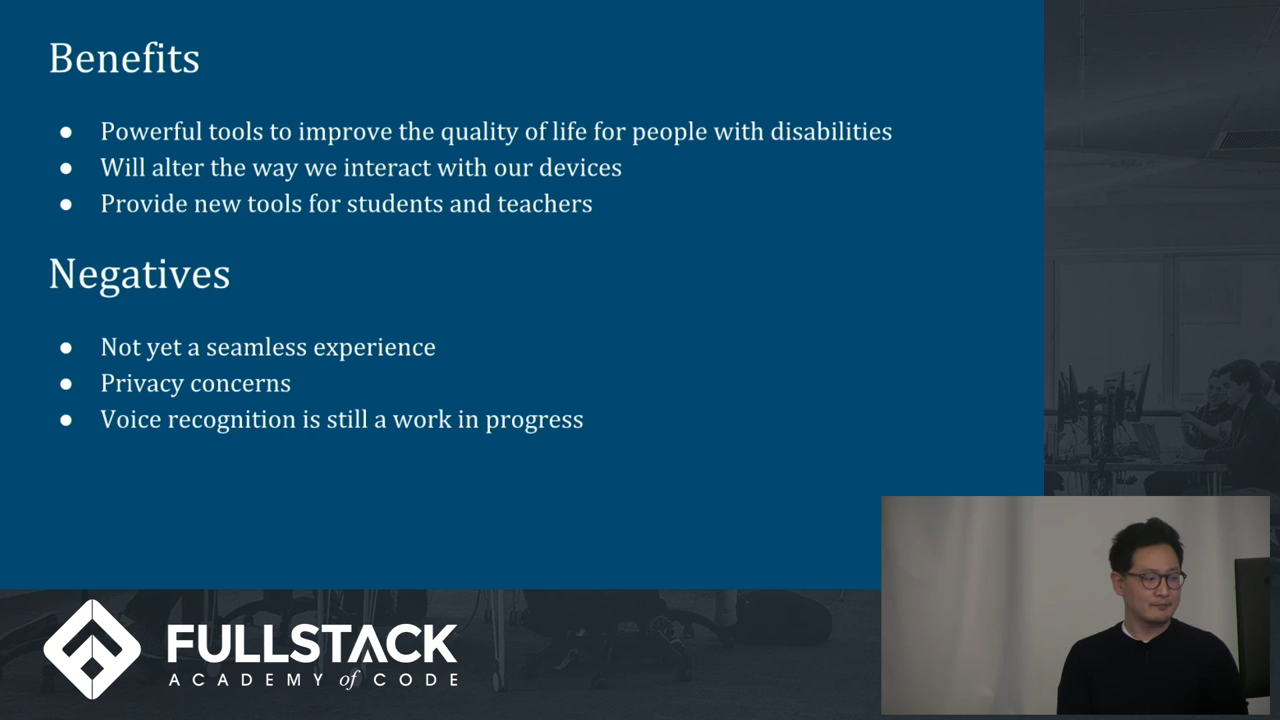 Benefits
● Powerful tools to improve the quality of life for people with disabilities
● Will alter the way we interact with our devices
● Provide new tools for students and teachers
Negatives
● Not yet a seamless experience
● Privacy concerns
● Voice recognition is still a work in progress
FULLSTACK
ACADEMY of CODE